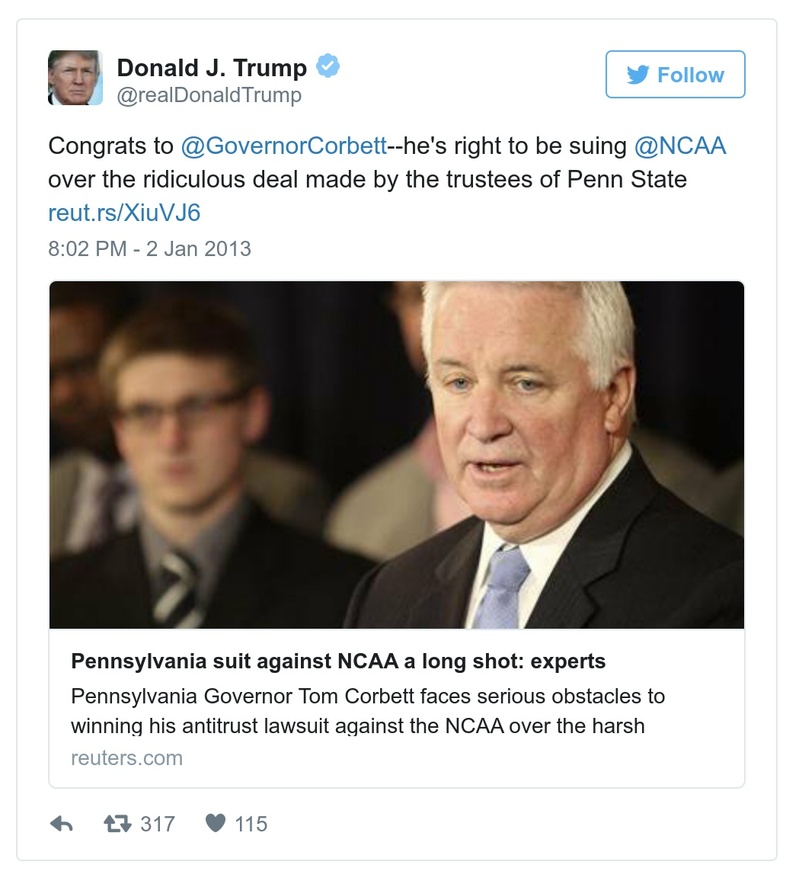 Donald J. Trump
@realDonaldTrump
Follow
Congrats to @GovernorCorbett--he's right to be suing @NCAA
over the ridiculous deal made by the trustees of Penn State
reut.rs/XiuVJ6
8:02 PM - 2 Jan 2013
Pennsylvania suit against NCAA a long shot: experts
Pennsylvania Governor Tom Corbett faces serious obstacles to
winning his antitrust lawsuit against the NCAA over the harsh
reuters.com
317 115